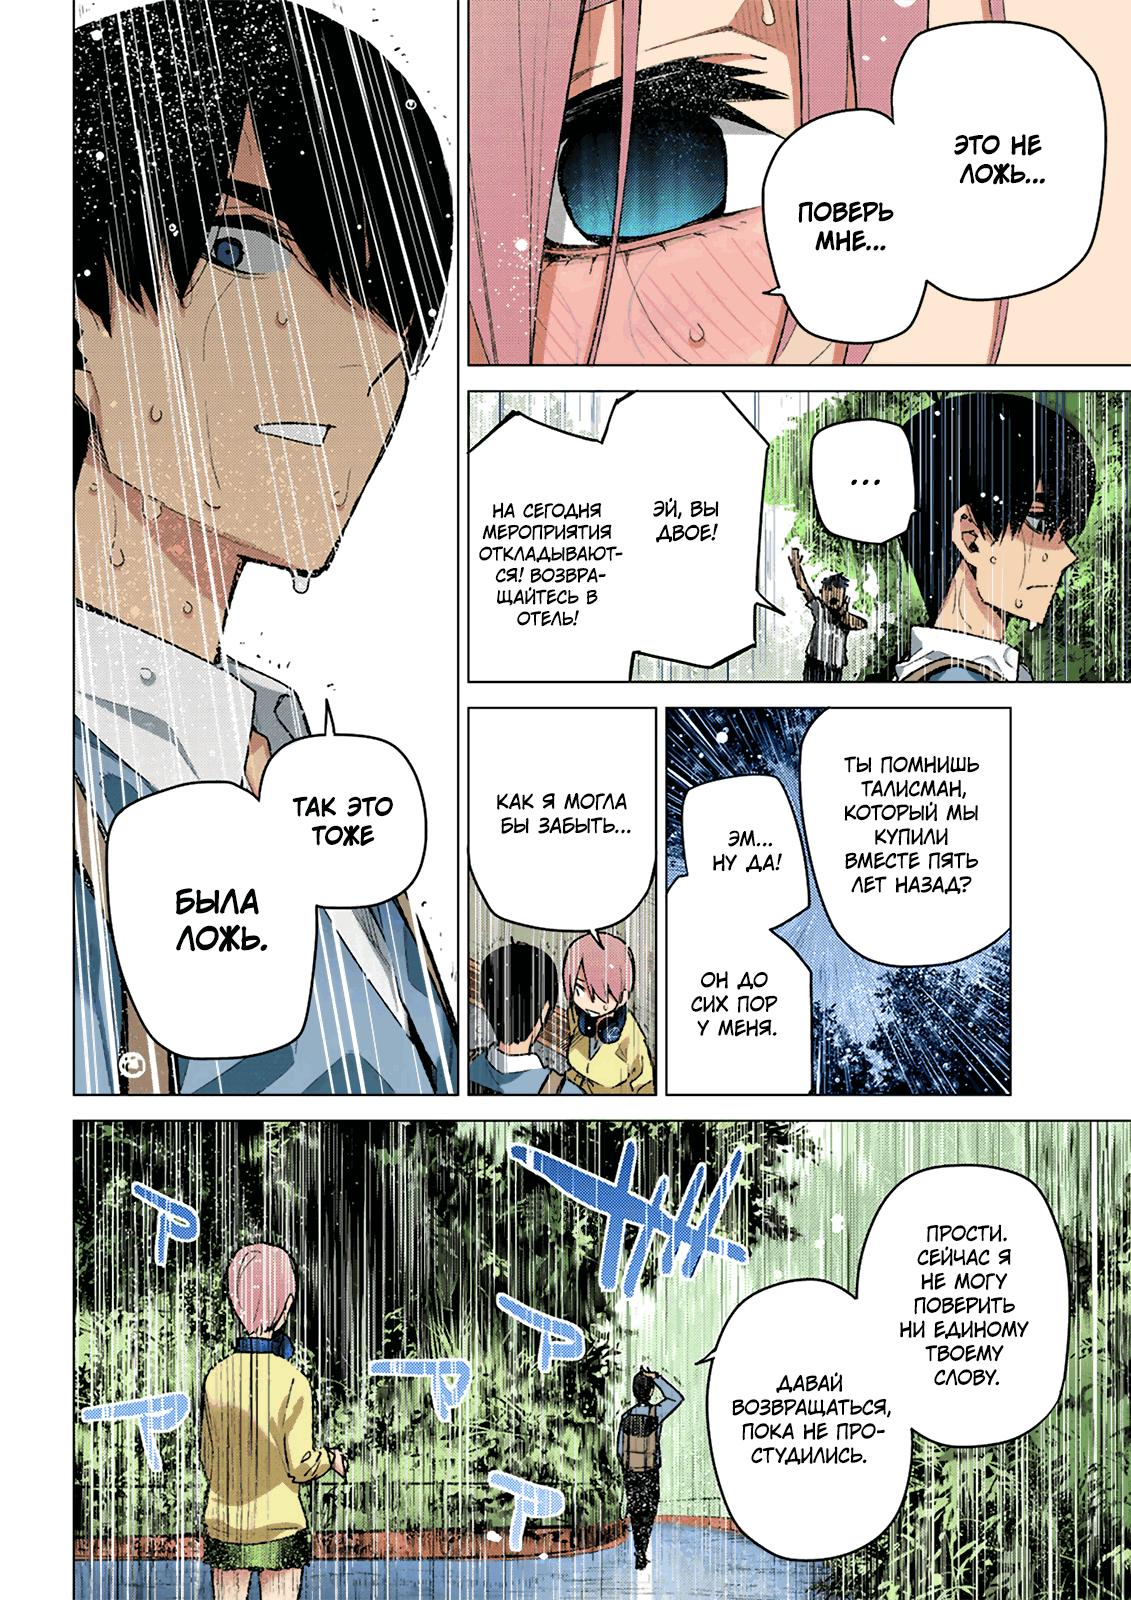 ЭТО НЕ
ЛОЖЬ...
ПОВЕРЬ
МНЕ...
...
ЭЙ, ВЫ
ДВОЕ!
НА СЕГОДНЯ
МЕРОПРИЯТИЯ
ОТКЛАДЫВАЮТ-
СЯ! ВОЗВРА-
ЩАЙТЕСЬ В
ОТЕЛЬ!
ТЫ ПОМНИШЬ
ТАЛИСМАН,
КОТОРЫЙ МЫ
КУПИЛИ
ВМЕСТЕ ПЯТЬ
ЛЕТ НАЗАД?
ЭМ...
НУ ДА!
ОН ДО
СИХ ПОР
У МЕНЯ.
КАК Я МОГЛА
БЫ ЗАБЫТЬ...
ТАК ЭТО
ТОЖЕ
БЫЛА
ЛОЖЬ.
ПРОСТИ.
СЕЙЧАС Я
НЕ МОГУ
ПОВЕРИТЬ
НИ ЕДИНОМУ
ТВОЕМУ
СЛОВУ.
ДАВАЙ
ВОЗВРАЩАТЬСЯ,
ПОКА НЕ ПРО-
СТУДИЛИСЬ.